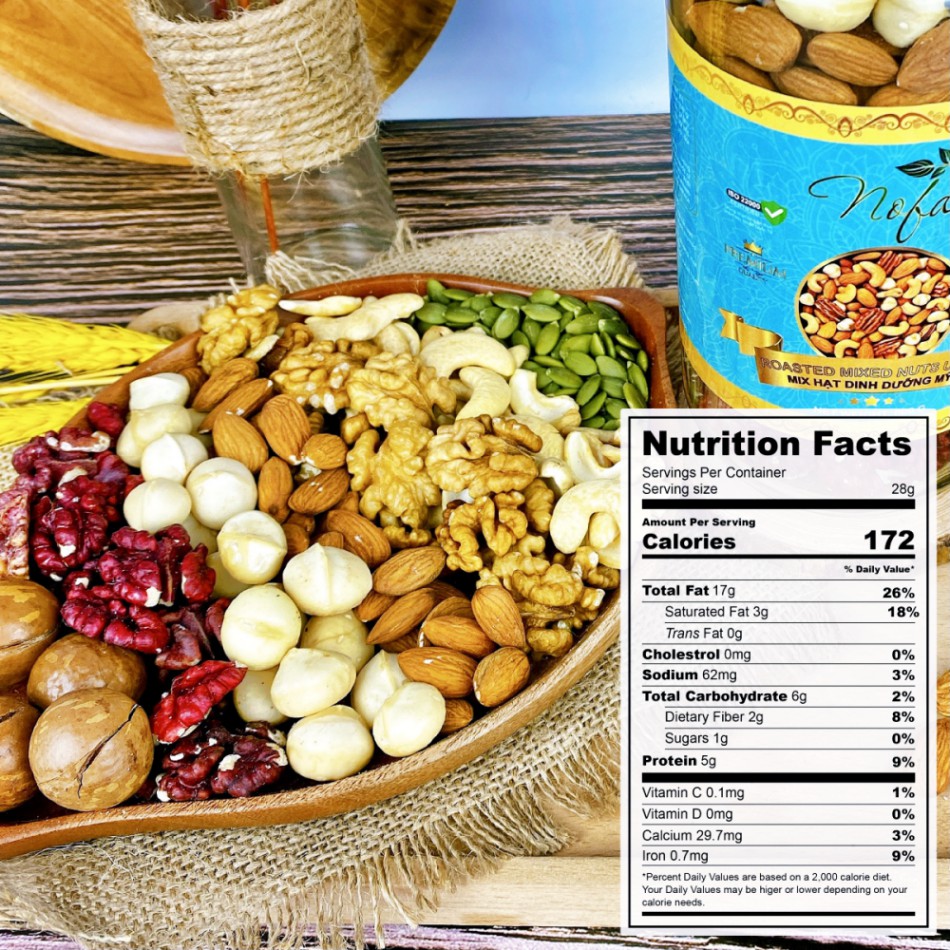 Nofa
ISO 22000
PREMIUM
ROASTED MIXED NUTS
MIX HẠT DINH DƯỠNG MỸ
Nutrition Facts
Servings Per Container
Serving size 28g
Amount Per Serving
Calories 172
% Daily Value*
Total Fat 17g 26%
Saturated Fat 3g 18%
Trans Fat 0g
Cholestrol 0mg 0%
Sodium 62mg 3%
Total Carbohydrate 6g 2%
Dietary Fiber 2g 8%
Sugars 1g 0%
Protein 5g 9%
Vitamin C 0.1mg 1%
Vitamin D 0mg 0%
Calcium 29.7mg 3%
Iron 0.7mg 9%
*Percent Daily Values are based on a 2,000 calorie diet.
Your Daily Values may be higer or lower depending on your
calorie needs.